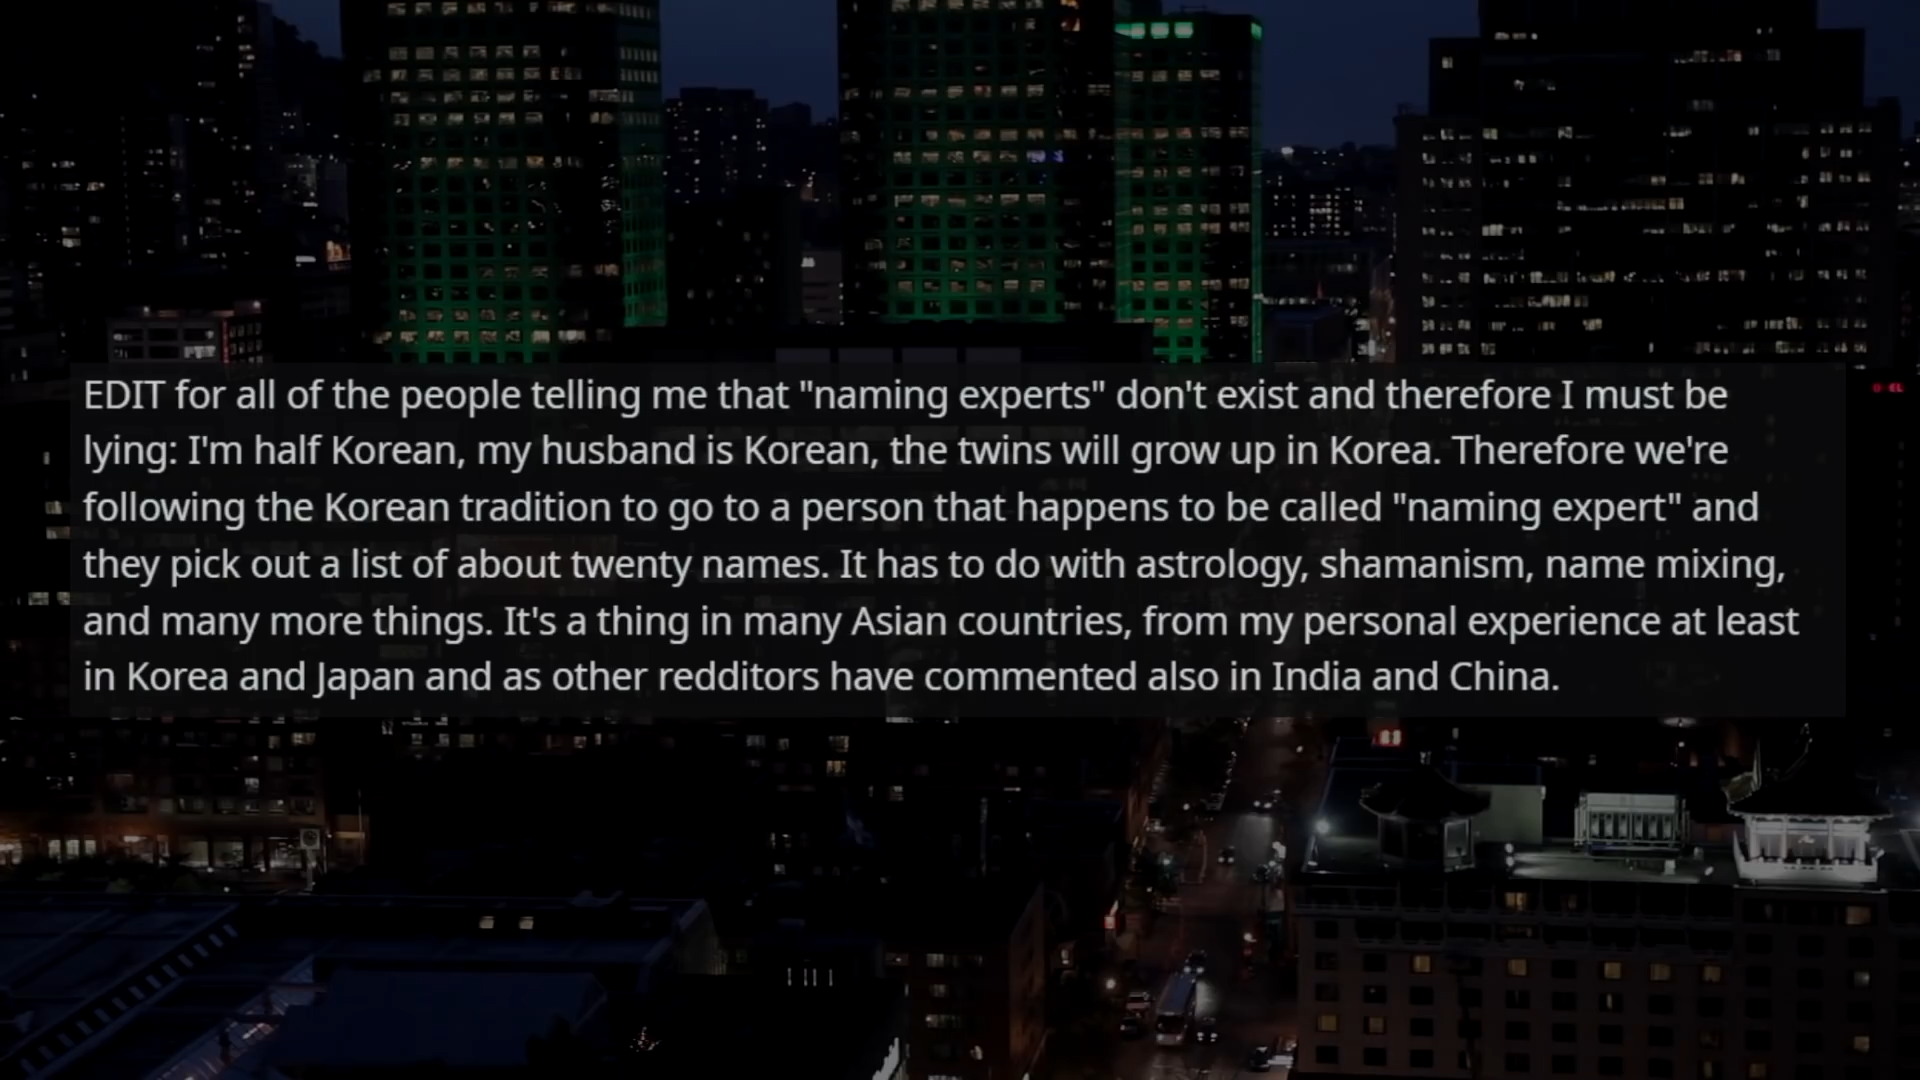 EDIT for all of the people telling me that "naming experts" don't exist and therefore I must be
lying: I'm half Korean, my husband is Korean, the twins will grow up in Korea. Therefore we're
following the Korean tradition to go to a person that happens to be called "naming expert" and
they pick out a list of about twenty names. It has to do with astrology, shamanism, name mixing,
and many more things. It's a thing in many Asian countries, from my personal experience at least
in Korea and Japan and as other redditors have commented also in India and China.